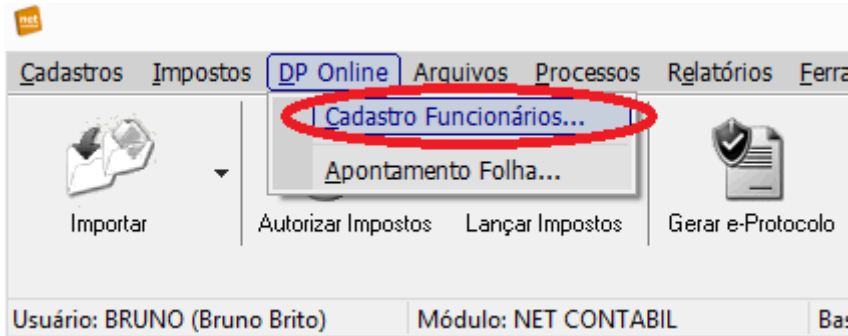 net
Cadastros Impostos DP Online Arquivos Processos Relatórios
Cadastro Funcionários...
Apontamento Folha...
Importar Autorizar Impostos Lançar Impostos Gerar e-Protocolo
Usuário: BRUNO (Bruno Brito) Módulo: NET CONTABIL